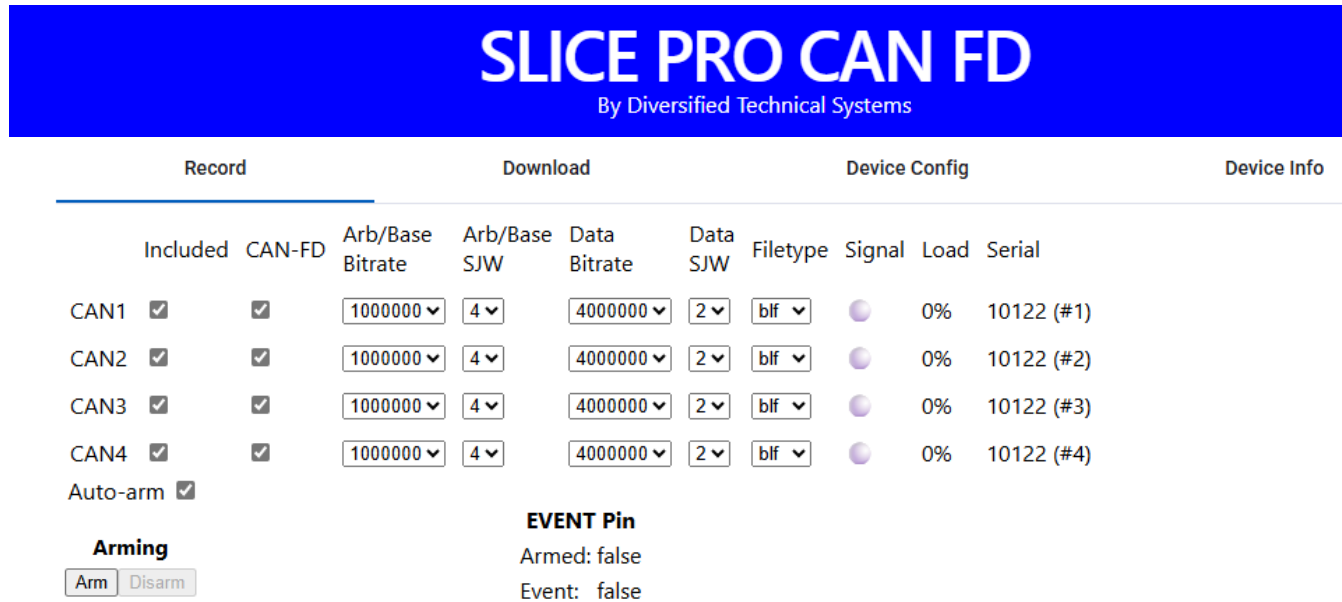 SLICE PRO CAN FD
By Diversified Technical Systems
Record Download Device Config Device Info
Included CAN-FD Arb/Base Bitrate Arb/Base SJW Data Bitrate Data SJW Filetype Signal Load Serial
CAN1 1000000 4 4000000 2 blf 0% 10122 (#1)
CAN2 1000000 4 4000000 2 blf 0% 10122 (#2)
CAN3 1000000 4 4000000 2 blf 0% 10122 (#3)
CAN4 1000000 4 4000000 2 blf 0% 10122 (#4)
Auto-arm
EVENT Pin
Arming
Armed: false
Arm Disarm
Event: false